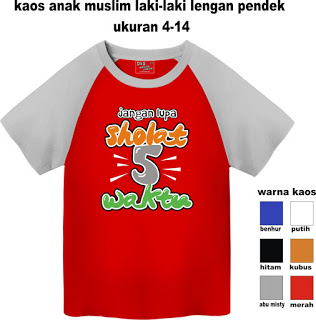 kaos anak muslim laki-laki lengan pendek
ukuran 4-14
jangan lupa
sholat
5
waktu
warna kaos
benhur putih
hitam kubus
abu misty merah